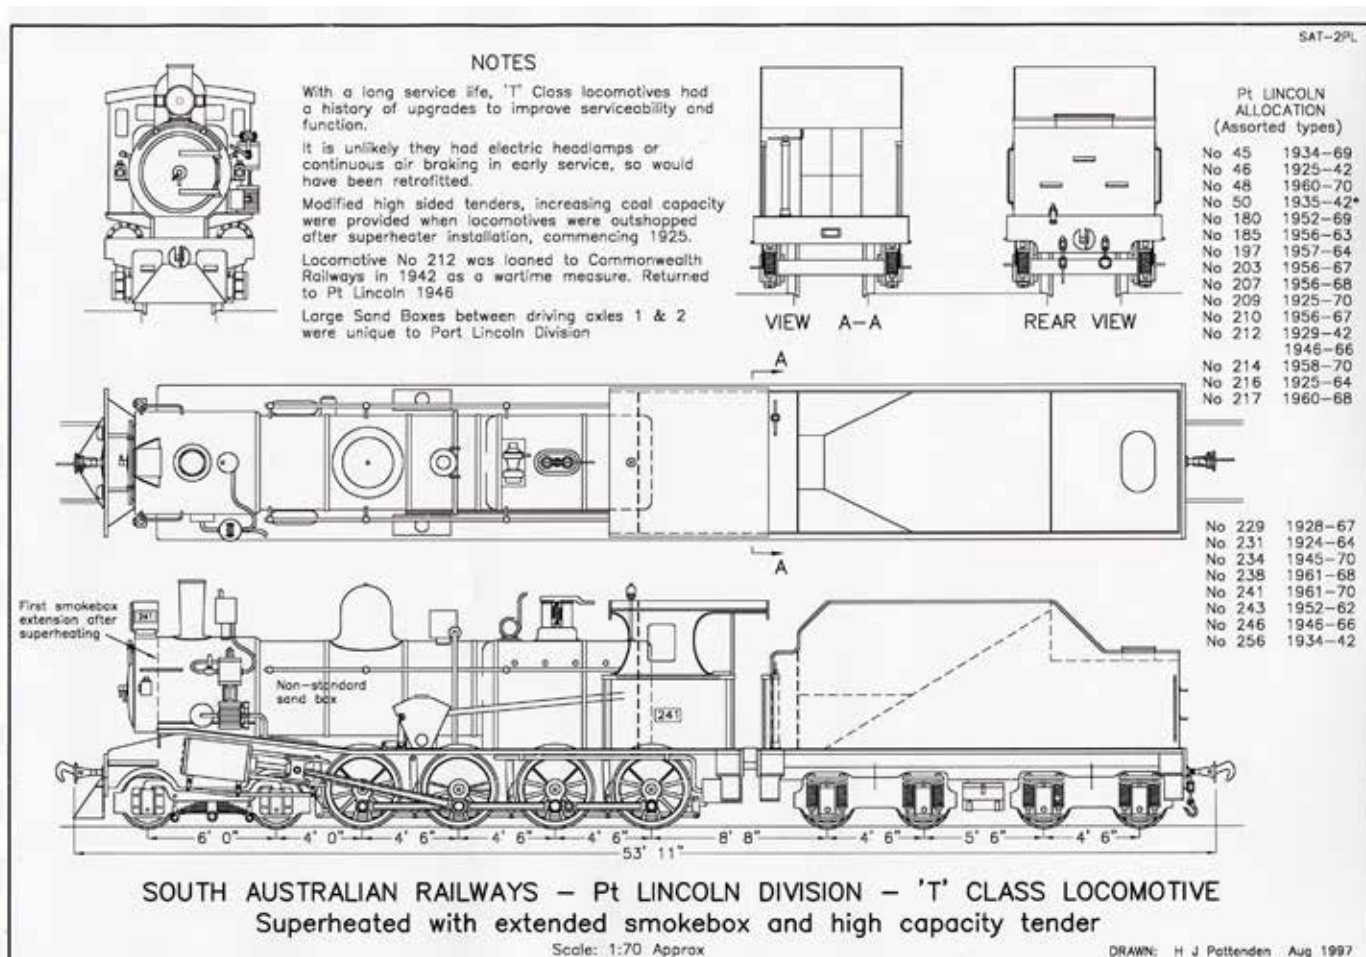 SAT-2PL
NOTES
With a long service life, 'T' Class locomotives had
a history of upgrades to improve serviceability and
function.
It is unlikely they had electric headlamps or
continuous air braking in early service, so would
have been retrofitted.
Modified high sided tenders, increasing coal capacity
were provided when locomotives were outshopped
after superheater installation, commencing 1925.
Locomotive No 212 was loaned to Commonwealth
Railways in 1942 as a wartime measure. Returned
to Pt Lincoln 1946
Large Sand Boxes between driving axles 1 & 2
were unique to Port Lincoln Division
VIEW A-A
REAR VIEW
Pt LINCOLN
ALLOCATION
(Assorted types)
No 45 1934-69
No 46 1925-42
No 48 1960-70
No 50 1935-42*
No 180 1952-69
No 185 1956-63
No 197 1957-64
No 203 1956-67
No 207 1956-68
No 209 1925-70
No 210 1956-67
No 212 1929-42
1946-66
No 214 1958-70
No 216 1925-64
No 217 1960-68
A
A
No 229 1928-67
No 231 1924-64
No 234 1945-70
No 238 1961-68
No 241 1961-70
No 243 1952-62
No 246 1946-66
No 256 1934-42
First smokebox
extension after
superheating
241
Non-standard
sand box
241
6' 0" 4' 0" 4' 6" 4' 6" 4' 6" 8' 8" 4' 6" 5' 6" 4' 6"
53' 11"
SOUTH AUSTRALIAN RAILWAYS - Pt LINCOLN DIVISION - 'T' CLASS LOCOMOTIVE
Superheated with extended smokebox and high capacity tender
Scale: 1:70 Approx
DRAWN: H J Pattenden Aug 1997